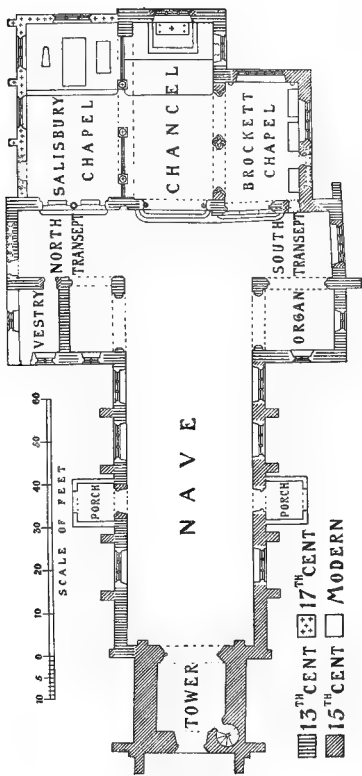 SALISBURY
CHAPEL
CHANCEL
BROCKETT
CHAPEL
NORTH
TRANSEPT
VESTRY
SOUTH
TRANSEPT
ORGAN
NAVE
PORCH
PORCH
TOWER
SCALE OF FEET
10 5 0 10 20 30 40 50 60
13TH CENT 17TH CENT
15TH CENT MODERN